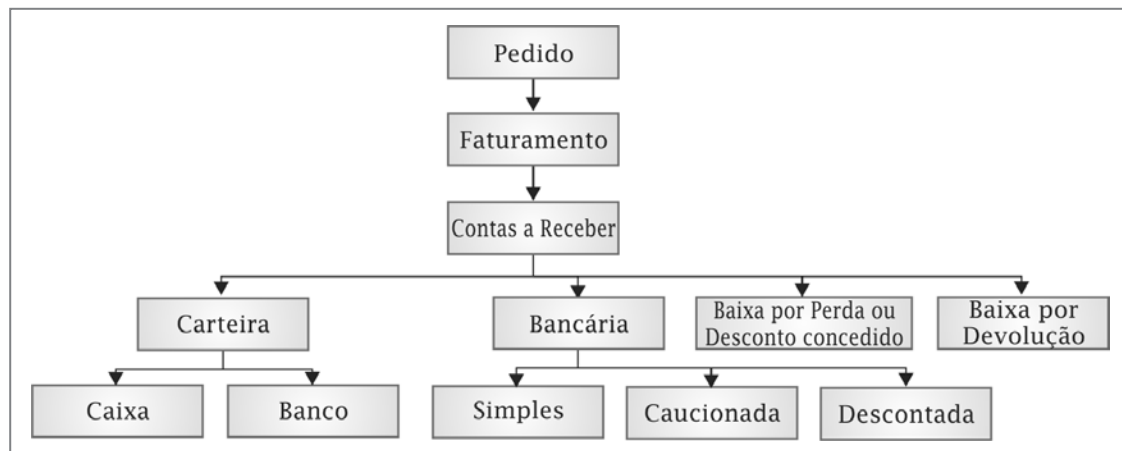 Pedido
Faturamento
Contas a Receber
Carteira
Bancária
Baixa por Perda ou
Desconto concedido
Baixa por
Devolução
Caixa
Banco
Simples
Caucionada
Descontada